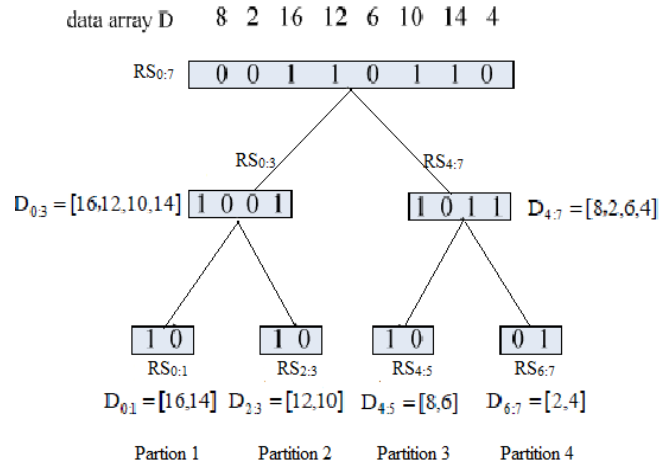 data array D 8 2 16 12 6 10 14 4
RS0:7 0 0 1 1 0 1 1 0
RS0:3 RS4:7
D0:3 = [16,12,10,14] 1 0 0 1 1 0 1 1 D4:7 = [8,2,6,4]
1 0 1 0 1 0 0 1
RS0:1 RS2:3 RS4:5 RS6:7
D0:1 = [16,14] D2:3 = [12,10] D4:5 = [8,6] D6:7 = [2,4]
Partion 1 Partition 2 Partition 3 Partition 4